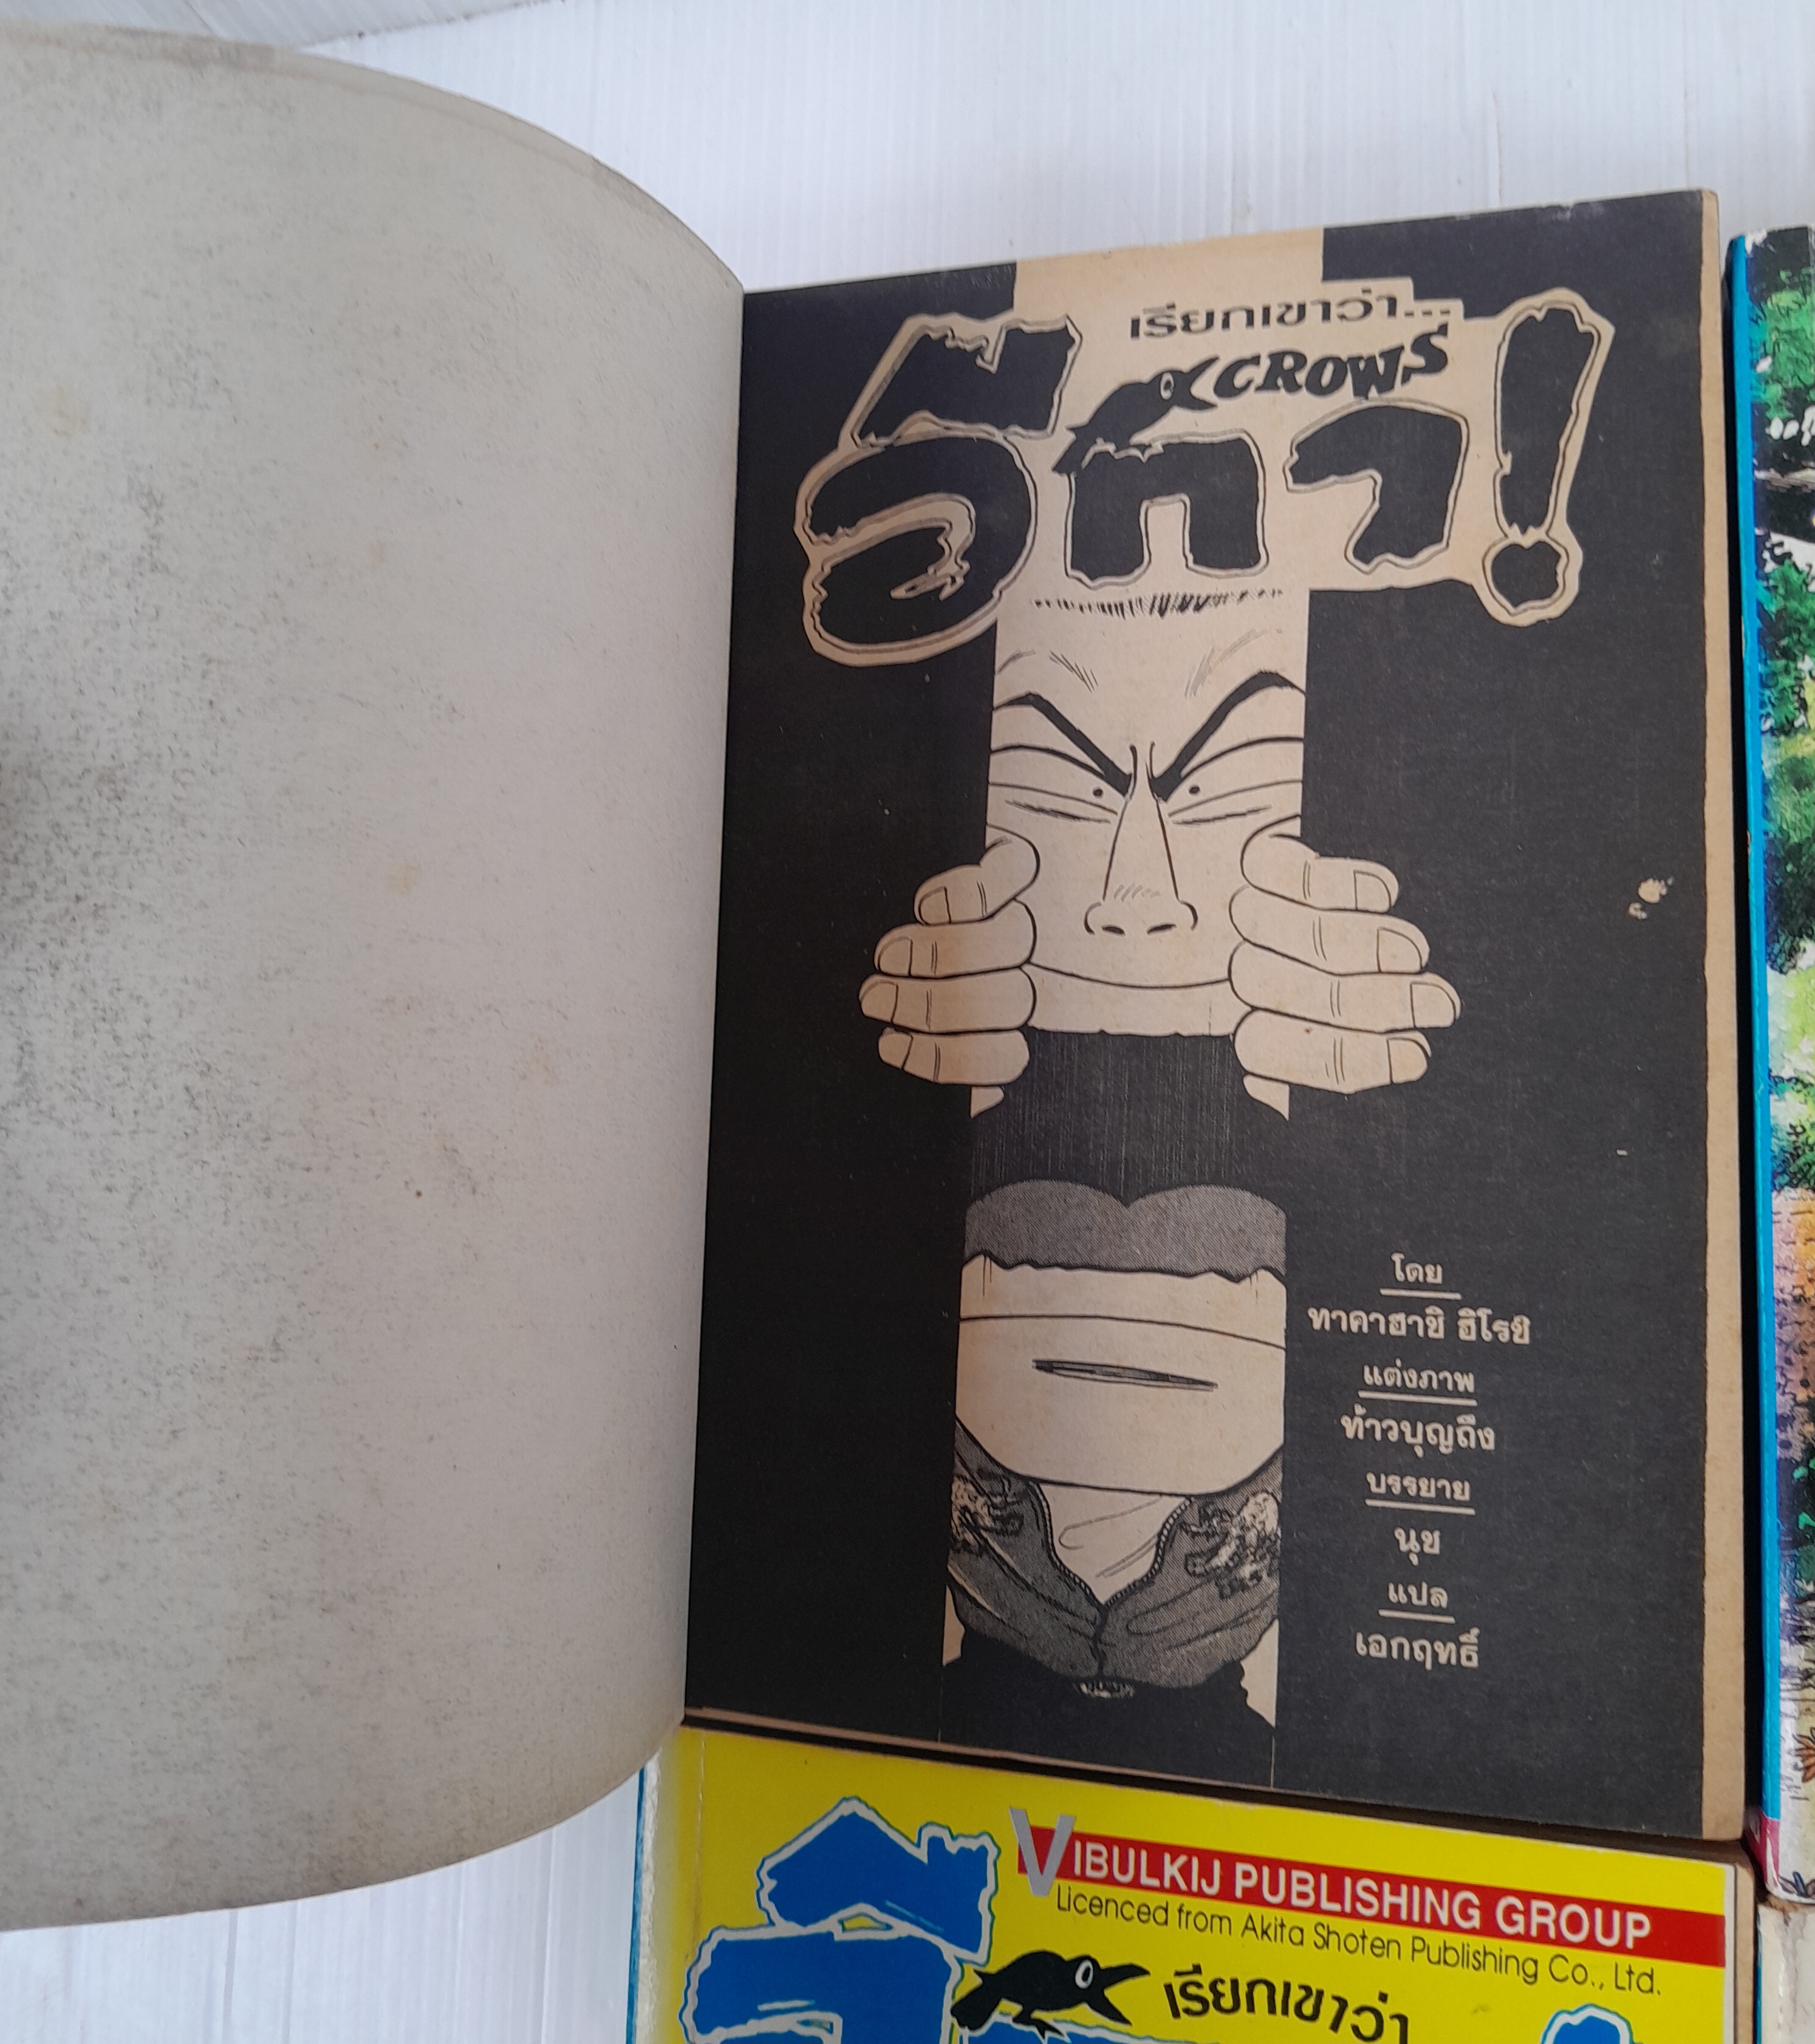 เรียกเขาว่า...
CROWS
อีกา!
โดย
ทาคาฮาชิ ฮิโรชิ
แต่งภาพ
ท้าวบุญถึง
บรรยาย
นุช
แปล
เอกฤทธิ์
VIBULKIJ PUBLISHING GROUP
Licenced from Akita Shoten Publishing Co., Ltd.
เรียกเขาว่า